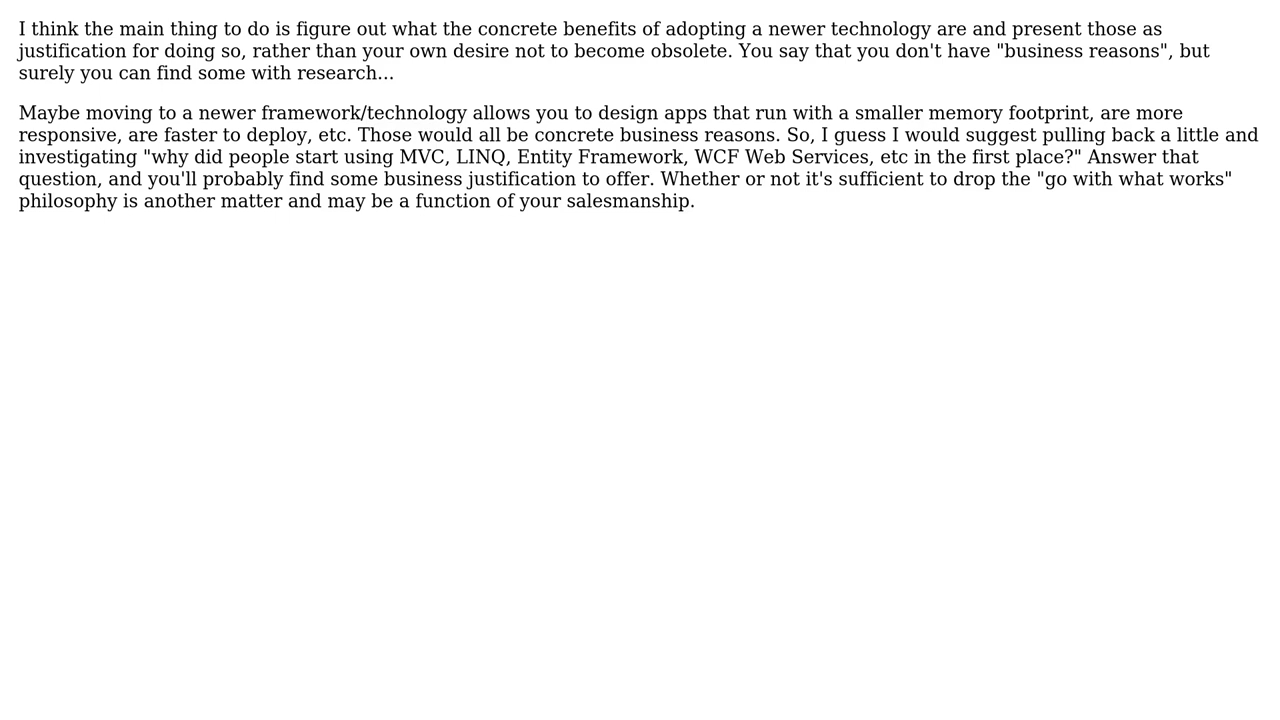 I think the main thing to do is figure out what the concrete benefits of adopting a newer technology are and present those as
justification for doing so, rather than your own desire not to become obsolete. You say that you don't have "business reasons", but
surely you can find some with research...
Maybe moving to a newer framework/technology allows you to design apps that run with a smaller memory footprint, are more
responsive, are faster to deploy, etc. Those would all be concrete business reasons. So, I guess I would suggest pulling back a little and
investigating "why did people start using MVC, LINQ, Entity Framework, WCF Web Services, etc in the first place?" Answer that
question, and you'll probably find some business justification to offer. Whether or not it's sufficient to drop the "go with what works"
philosophy is another matter and may be a function of your salesmanship.